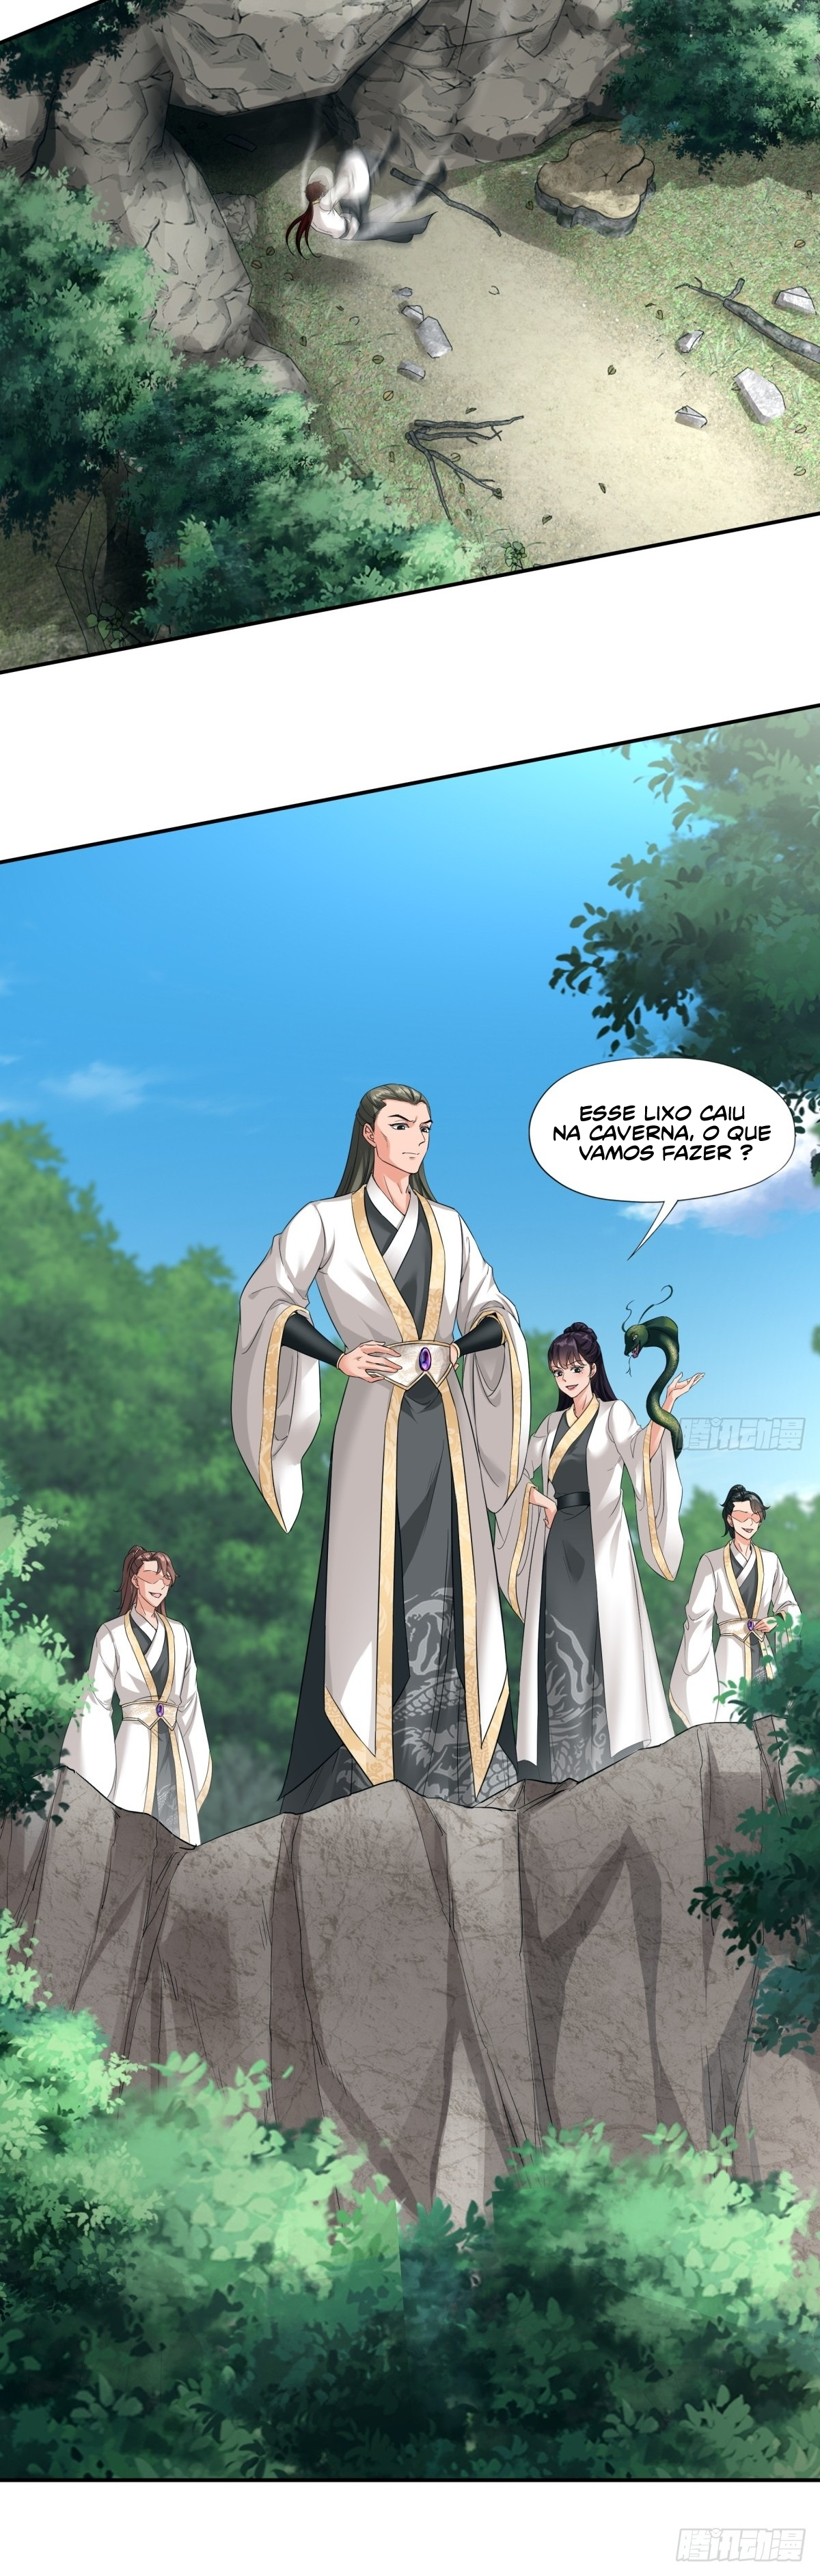 ESSE LIXO CAIU
NA CAVERNA, O QUE
VAMOS FAZER ?
腾讯动漫
腾讯动漫